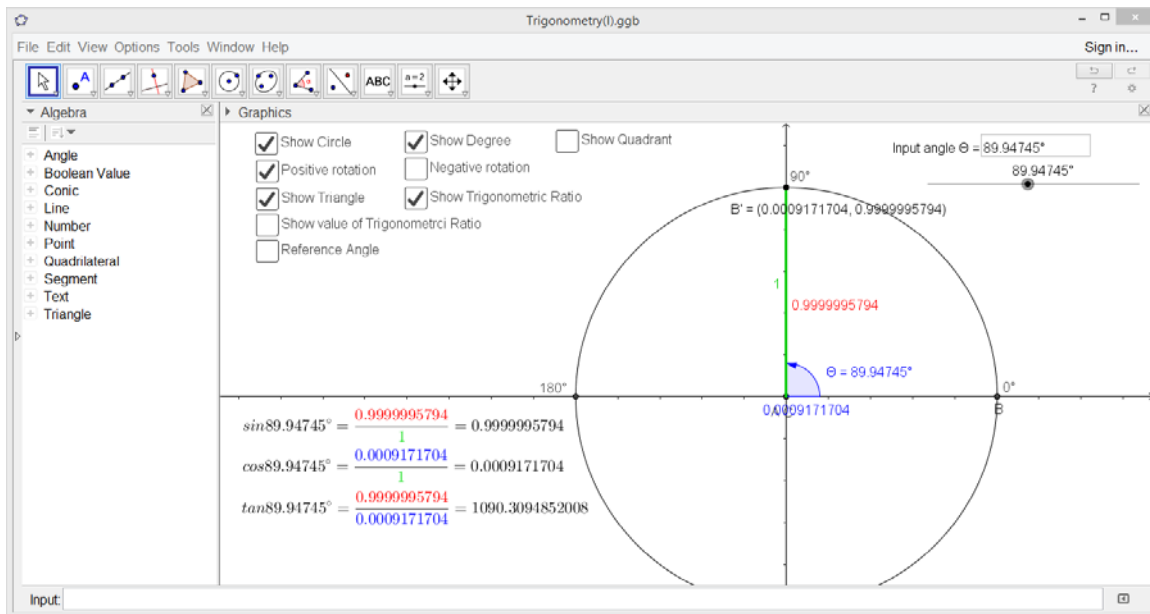 Trigonometry(I).ggb
File Edit View Options Tools Window Help
Sign in...
A
ABC
a=2
?
Algebra
Graphics
Angle
Boolean Value
Conic
Line
Number
Point
Quadrilateral
Segment
Text
Triangle
Show Circle
Show Degree
Show Quadrant
Positive rotation
Negative rotation
Show Triangle
Show Trigonometric Ratio
Show value of Trigonometrci Ratio
Reference Angle
Input angle Θ = 89.94745°
89.94745°
90°
B' = (0.0009171704, 0.9999995794)
1
0.9999995794
Θ = 89.94745°
180°
0°
A
0.0009171704
B
sin89.94745° = 0.9999995794 / 1 = 0.9999995794
cos89.94745° = 0.0009171704 / 1 = 0.0009171704
tan89.94745° = 0.9999995794 / 0.0009171704 = 1090.3094852008
Input: